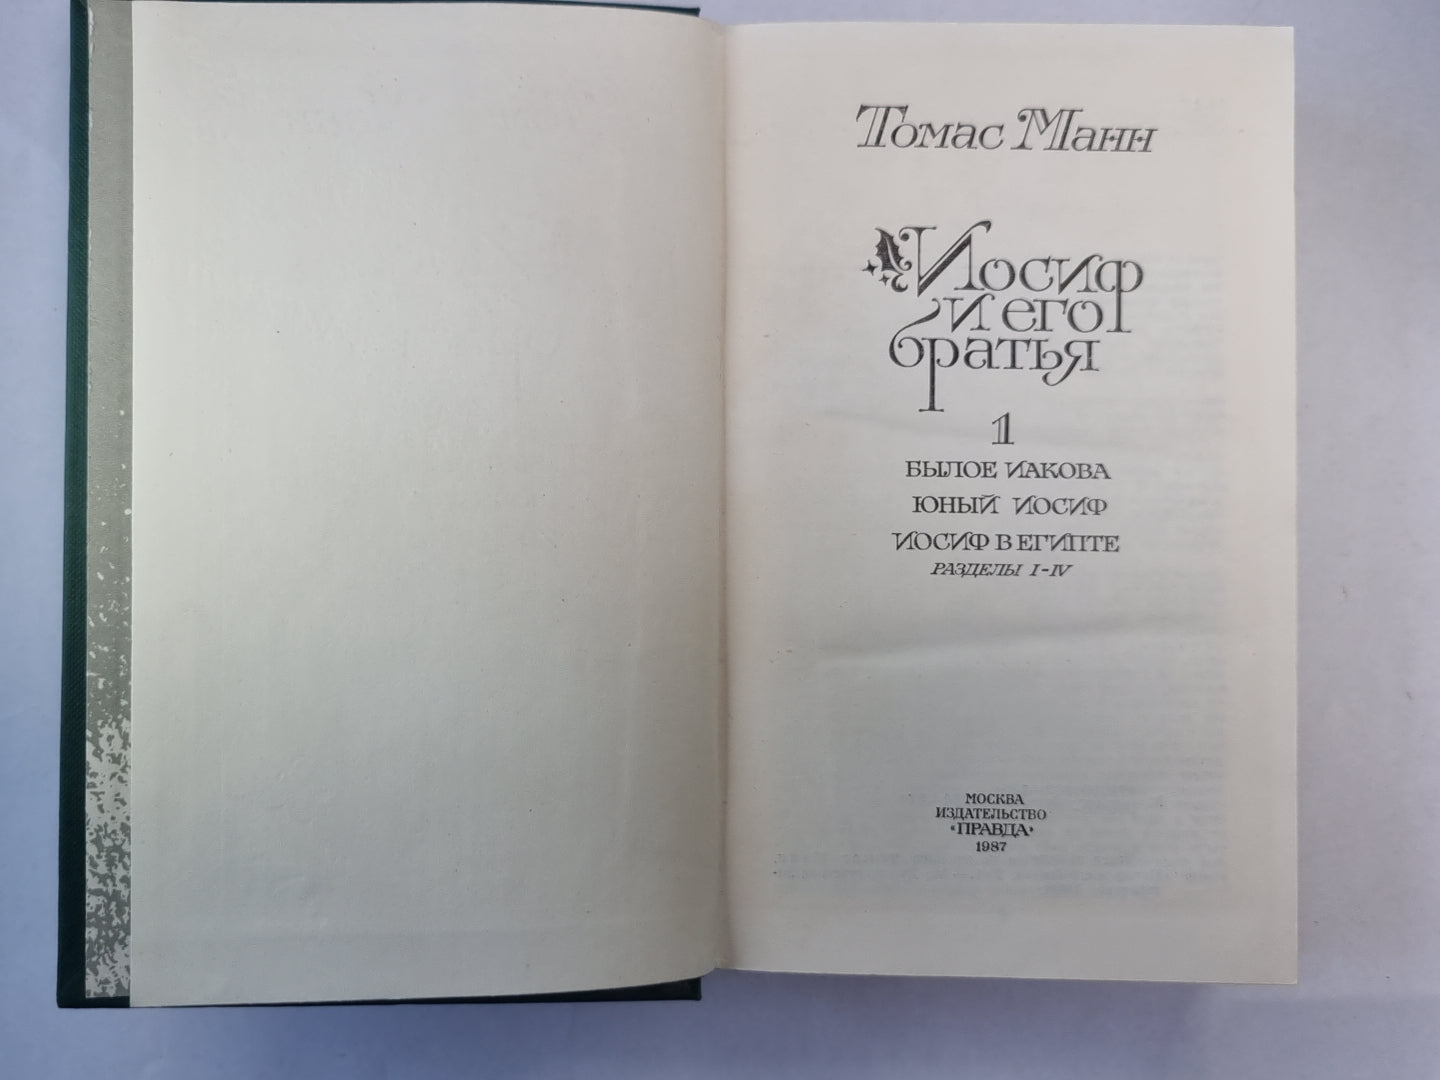 Томас Манн
Иосиф
и его
братья
1
БЫЛОЕ ИАКОВА
ЮНЫЙ ИОСИФ
ИОСИФ В ЕГИПТЕ
РАЗДЕЛЫ I-IV
МОСКВА
ИЗДАТЕЛЬСТВО
«ПРАВДА»
1987